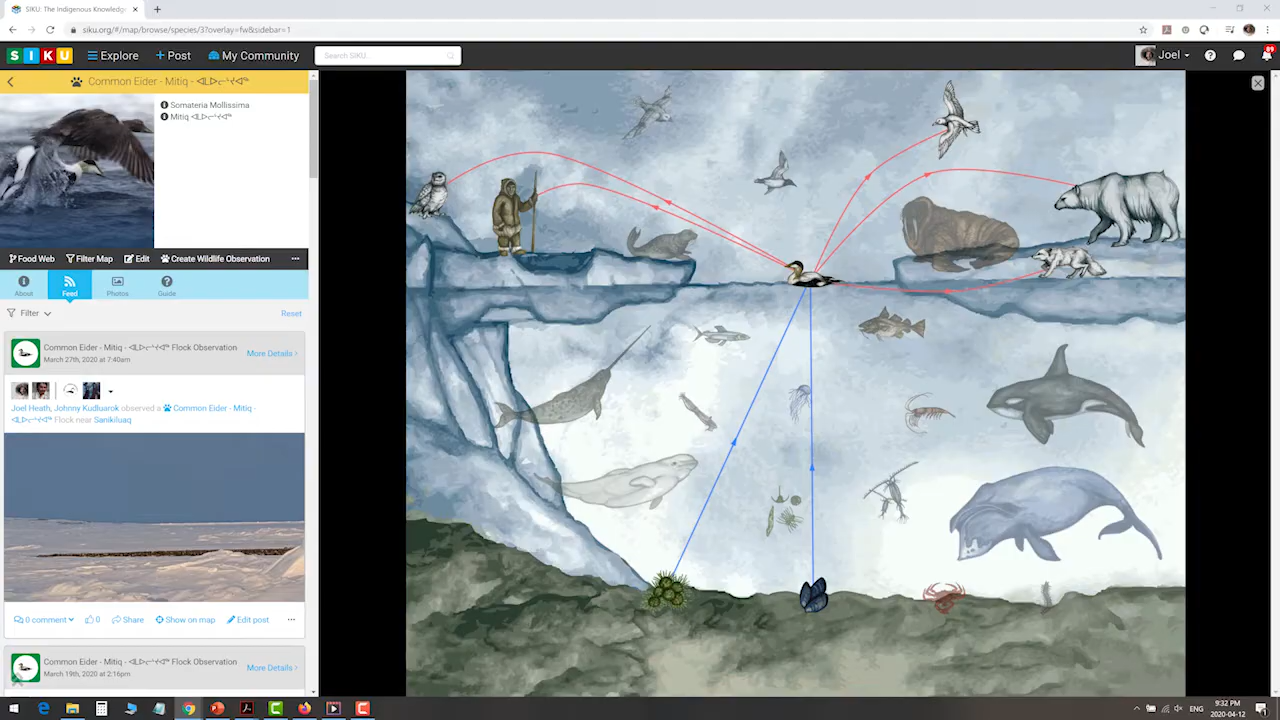 SIKU: The Indigenous Knowledge
siku.org/#/map/browse/species/3?overlay=fw&sidebar=1
SIKU
Explore
Post
My Community
Search SIKU...
Joel
89
Common Eider - Mitiq - ᐊᒪᐅᓕᒡᔪᐊᖅ
Somateria Mollissima
Food Web
Filter Map
Edit
Create Wildlife Observation
About
Feed
Photos
Guide
Filter
Reset
Common Eider - Mitiq - Flock Observation
More Details
March 27th, 2020 at 7:40am
Joel Heath, Johnny Kudluarok observed a Common Eider - Mitiq -
Flock near Sanikiluaq
0 comment
0
Share
Show on map
Edit post
Common Eider - Mitiq - Flock Observation
More Details
March 19th, 2020 at 2:16pm
ENG
9:32 PM
2020-04-12